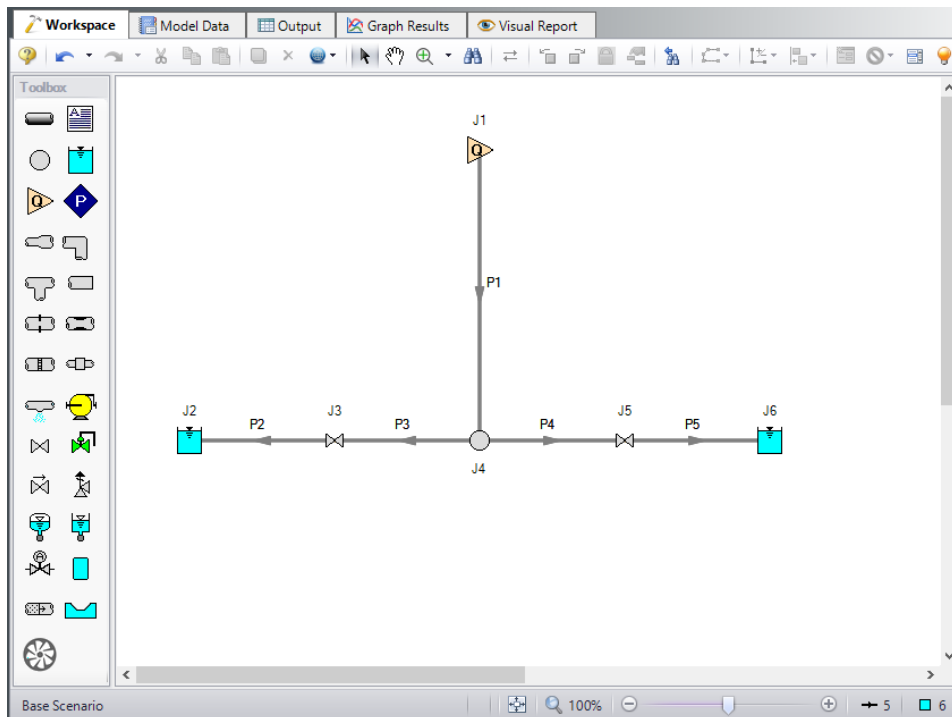 Workspace Model Data Output Graph Results Visual Report
Toolbox
A
Q P
J1
Q
P1
J2 P2 J3 P3 P4 J5 P5 J6
J4
Base Scenario 100% 5 6